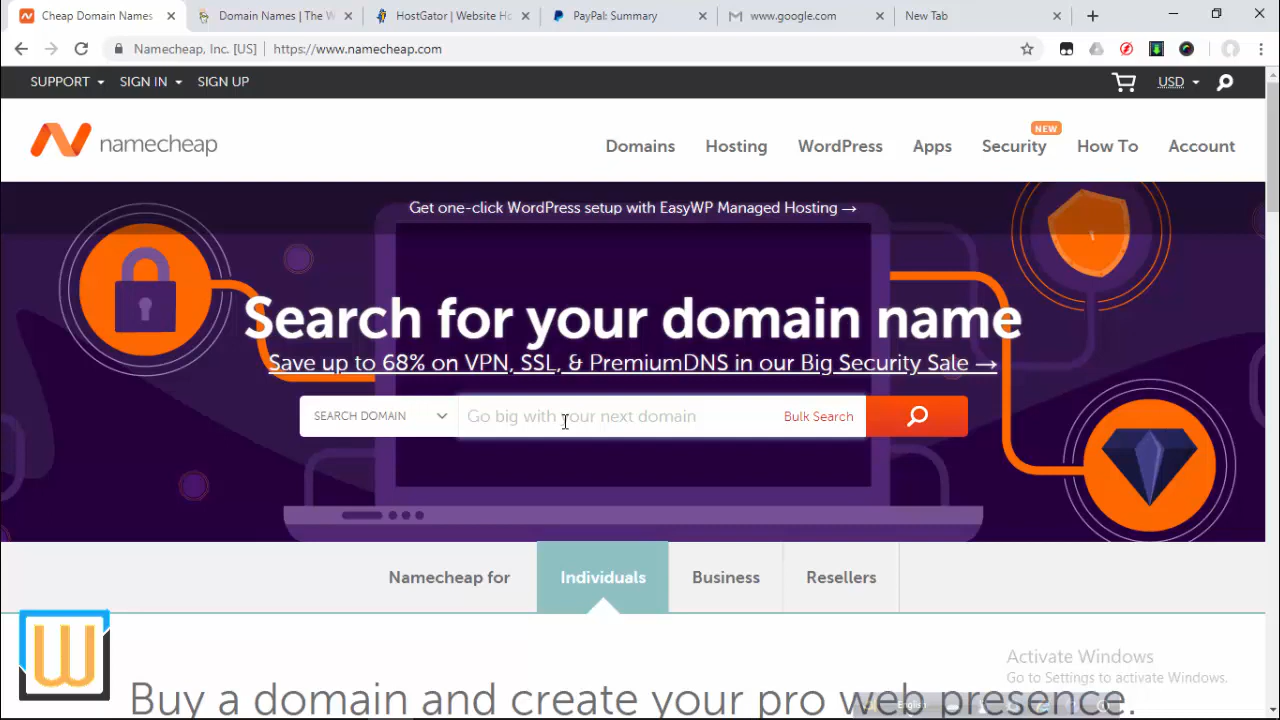 Cheap Domain Names
Domain Names | The W
HostGator | Website Ho
PayPal: Summary
www.google.com
New Tab
Namecheap, Inc. [US] | https://www.namecheap.com
SUPPORT
SIGN IN
SIGN UP
USD
namecheap
Domains
Hosting
WordPress
Apps
Security
NEW
How To
Account
Get one-click WordPress setup with EasyWP Managed Hosting →
Search for your domain name
Save up to 68% on VPN, SSL, & PremiumDNS in our Big Security Sale →
SEARCH DOMAIN
Go big with your next domain
Bulk Search
Namecheap for
Individuals
Business
Resellers
W
Activate Windows
Go to Settings to activate Windows.
Buy a domain and create your pro web presence.
English